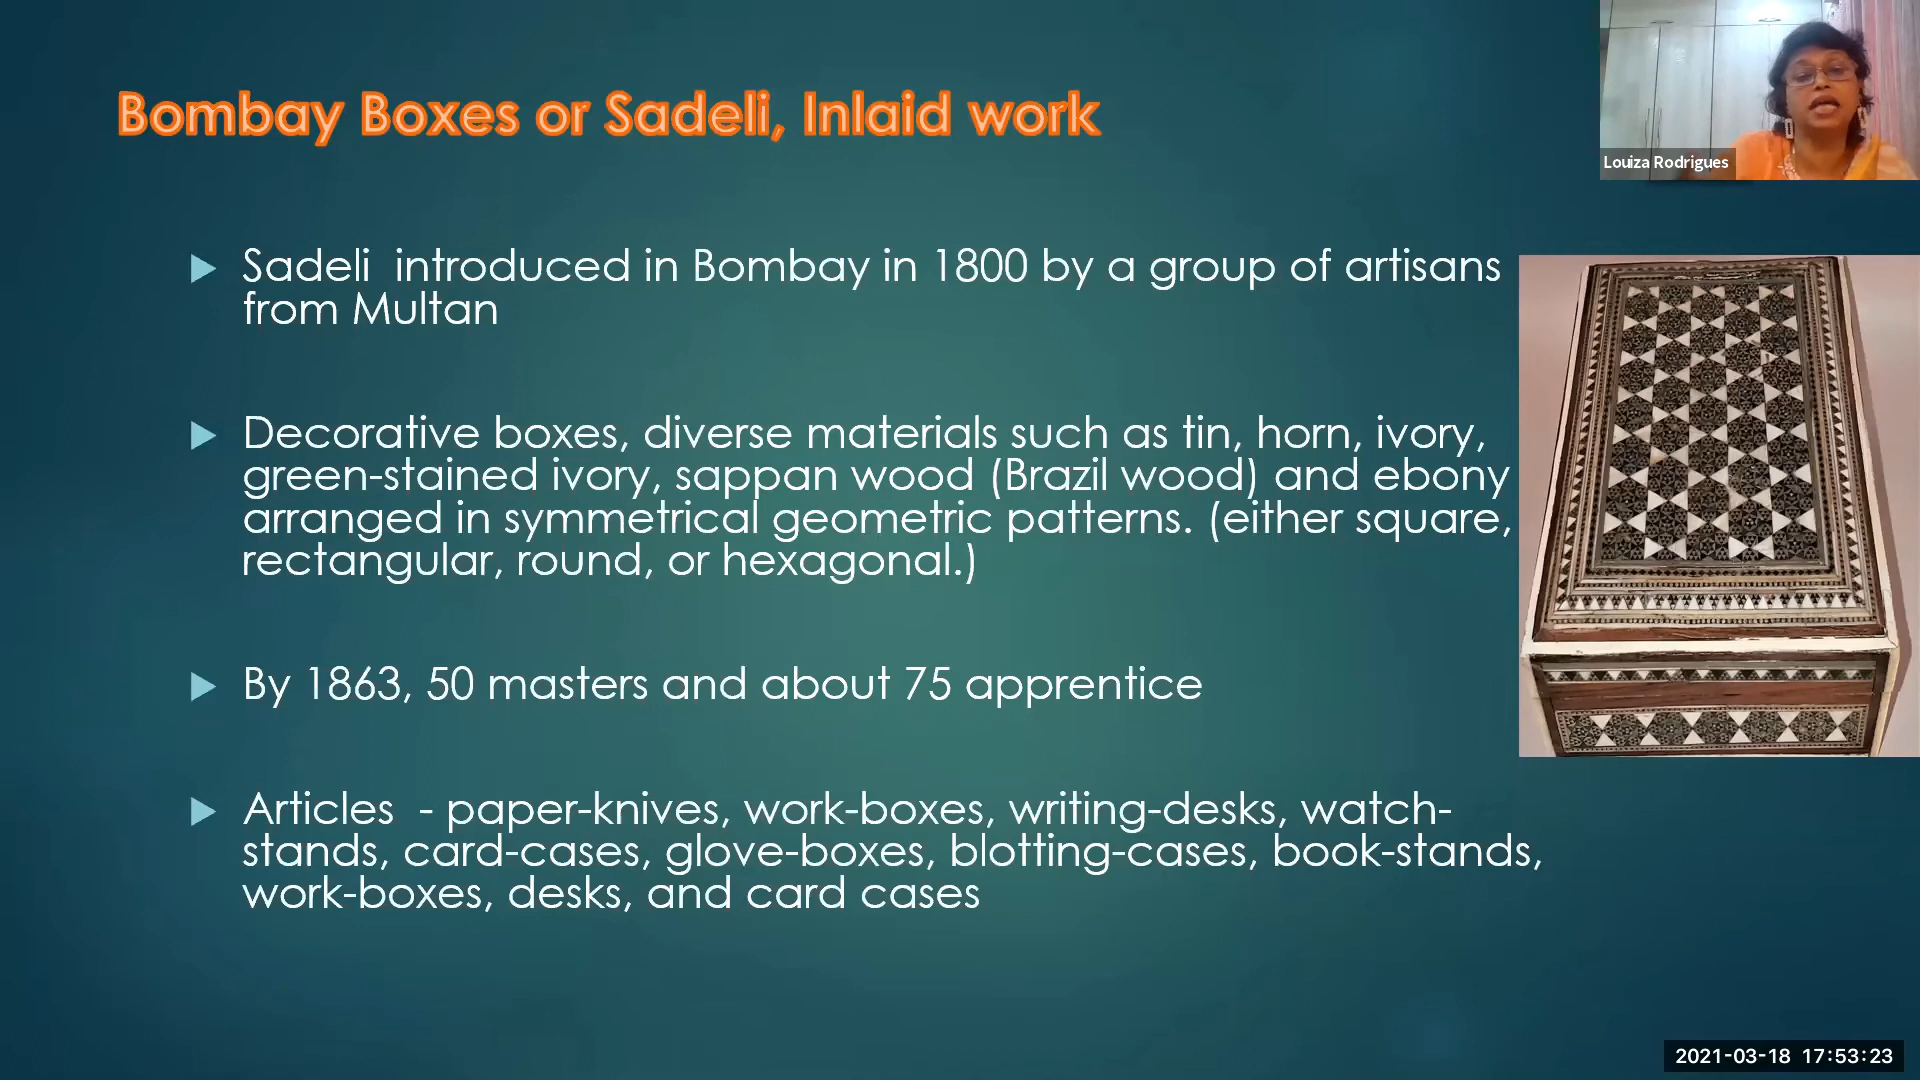 Bombay Boxes or Sadeli, Inlaid work
Louiza Rodrigues
Sadeli introduced in Bombay in 1800 by a group of artisans
from Multan
Decorative boxes, diverse materials such as tin, horn, ivory,
green-stained ivory, sappan wood (Brazil wood) and ebony
arranged in symmetrical geometric patterns. (either square,
rectangular, round, or hexagonal.)
By 1863, 50 masters and about 75 apprentice
Articles - paper-knives, work-boxes, writing-desks, watch-
stands, card-cases, glove-boxes, blotting-cases, book-stands,
work-boxes, desks, and card cases
2021-03-18 17:53:23